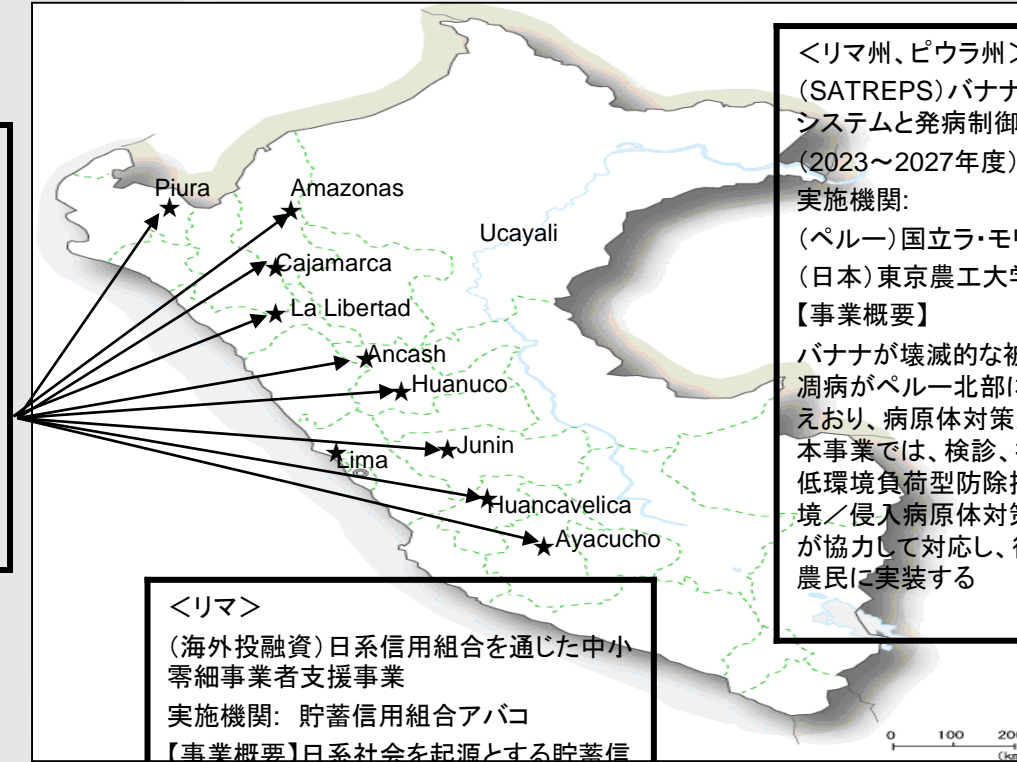 Piura
Amazonas
Ucayali
Cajamarca
La Libertad
Ancash
Huanuco
Junin
Lima
Huancavelica
Ayacucho
<リマ州、ピウラ州>
(SATREPS)バナナ
システムと発病制御
(2023~2027年度)
実施機関:
(ペルー)国立ラ・モ
(日本)東京農工大学
【事業概要】
バナナが壊滅的な被
凋病がペルー北部に
えおり、病原体対策
本事業では、検診、
低環境負荷型防除
境/侵入病原体対策
が協力して対応し、
農民に実装する
<リマ>
(海外投融資)日系信用組合を通じた中小
零細事業者支援事業
実施機関: 貯蓄信用組合アバコ
【事業概要】日系社会を起源とする貯蓄信
0 100 200
(km